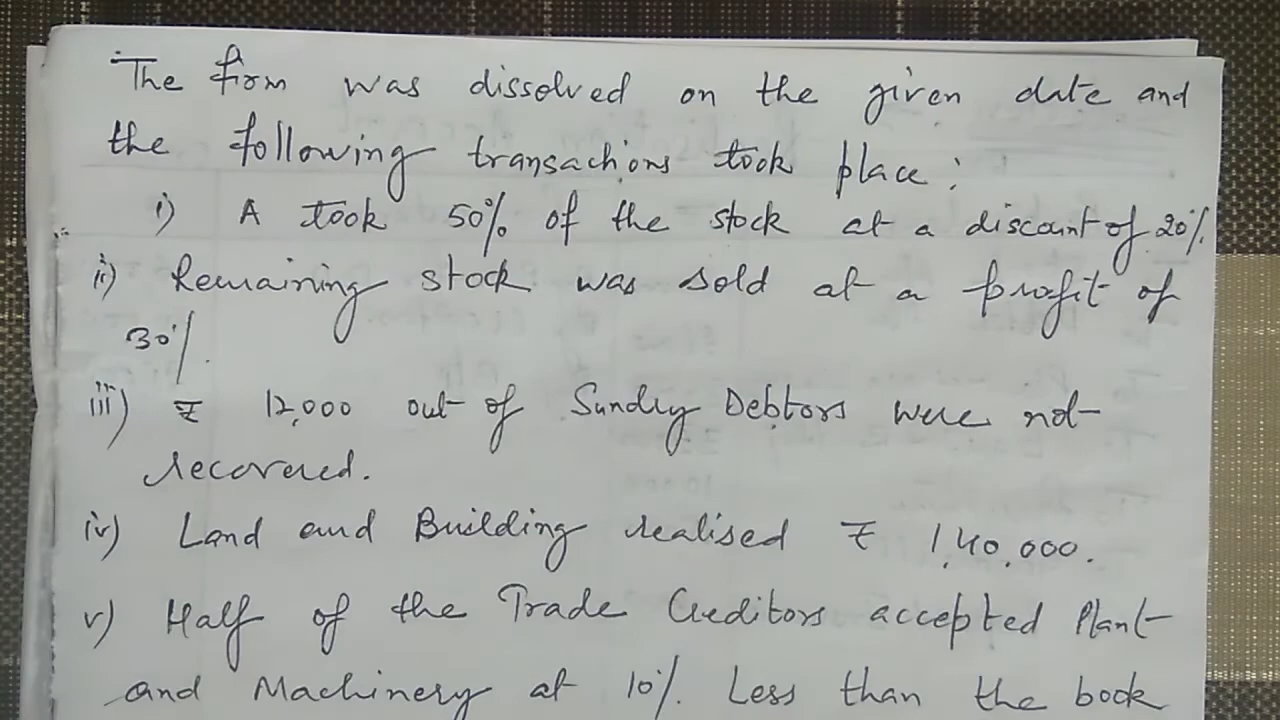 The firm was dissolved on the given date and
the following transactions took place:
i) A took 50% of the stock at a discount of 20%.
ii) Remaining stock was sold at a profit of
30%.
iii) ₹ 12,000 out of Sundry Debtors were not
recovered.
iv) Land and Building realised ₹ 1,40,000.
v) Half of the Trade Creditors accepted Plant
and Machinery at 10% Less than the book